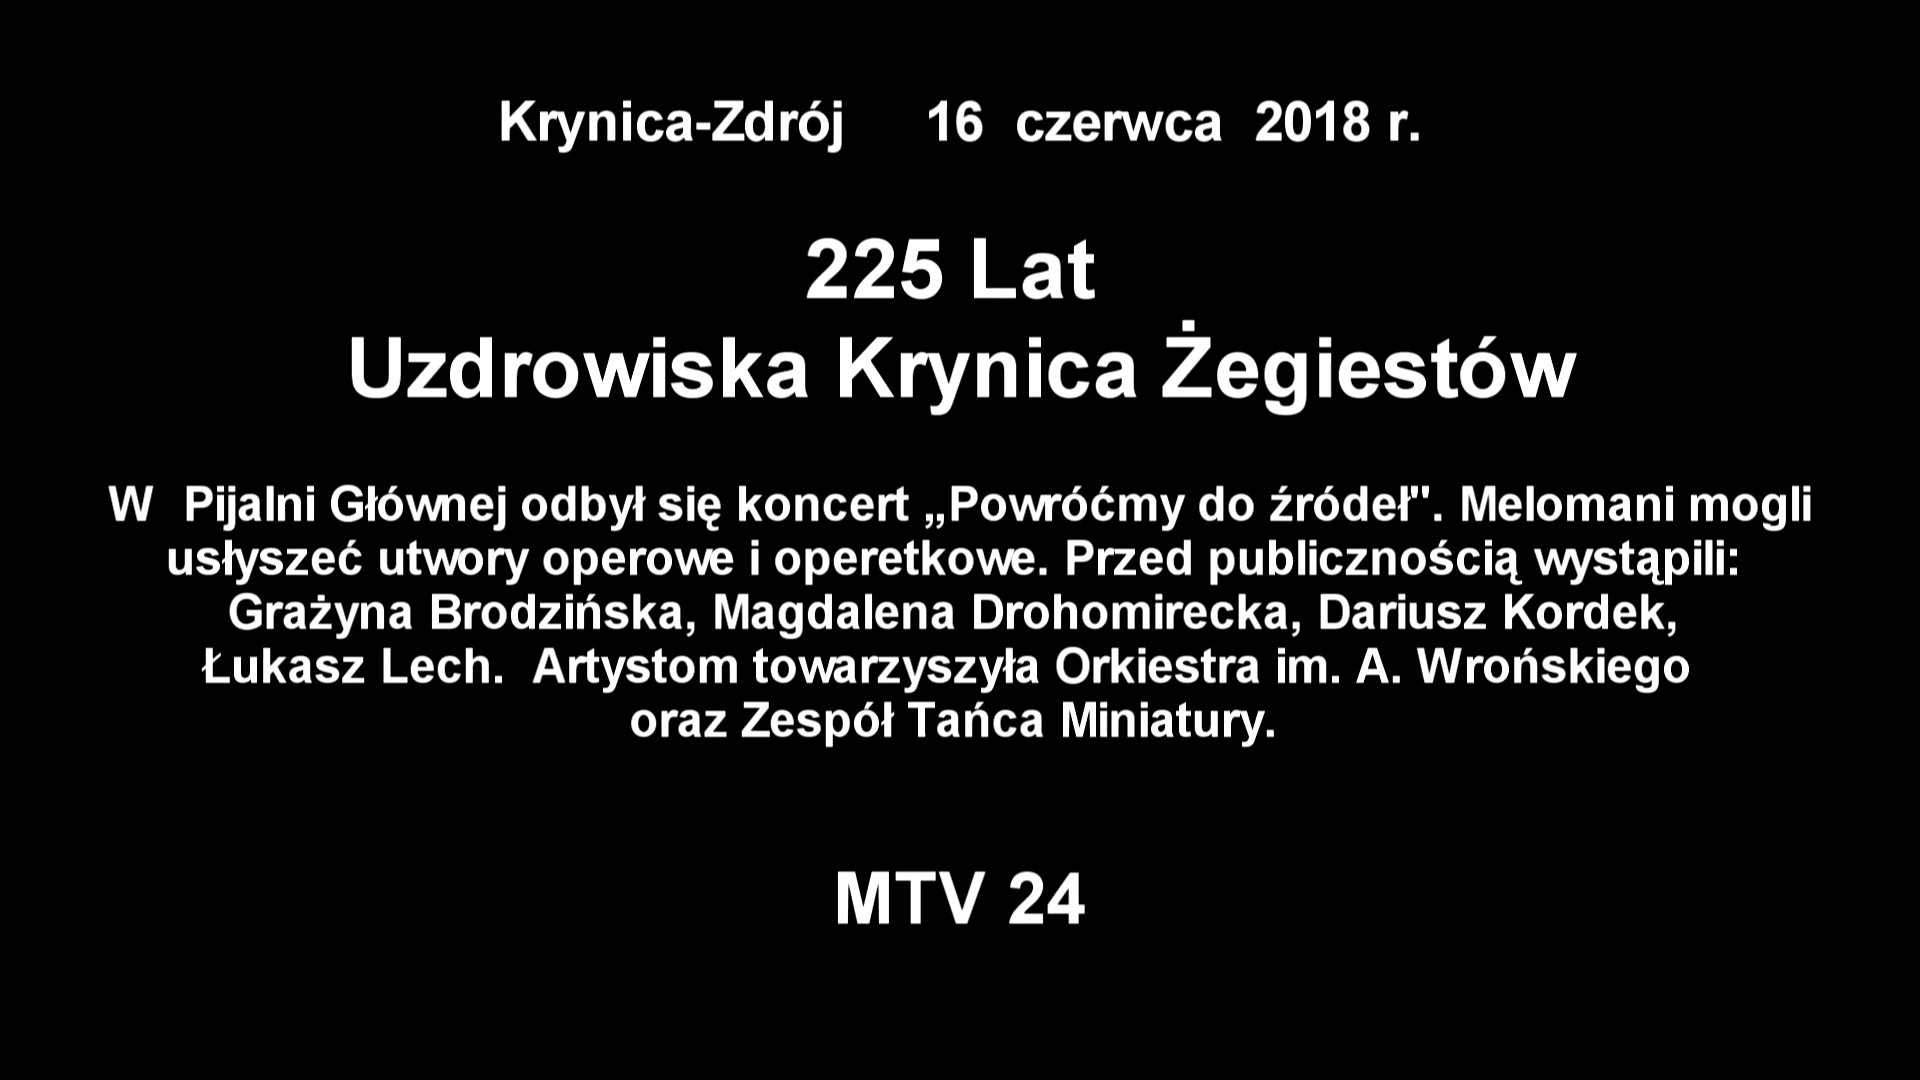 Krynica-Zdrój 16 czerwca 2018 r.
225 Lat
Uzdrowiska Krynica Żegiestów
W Pijalni Głównej odbył się koncert „Powróćmy do źródeł". Melomani mogli
usłyszeć utwory operowe i operetkowe. Przed publicznością wystąpili:
Grażyna Brodzińska, Magdalena Drohomirecka, Dariusz Kordek,
Łukasz Lech. Artystom towarzyszyła Orkiestra im. A. Wrońskiego
oraz Zespół Tańca Miniatury.
MTV 24